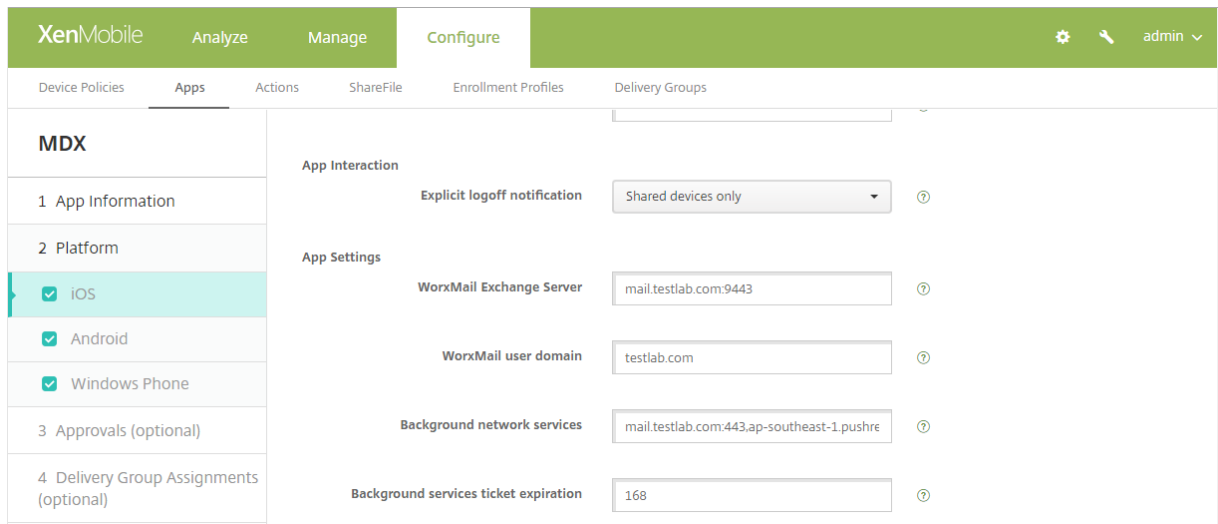 XenMobile Analyze Manage Configure admin
Device Policies Apps Actions ShareFile Enrollment Profiles Delivery Groups
MDX
1 App Information
2 Platform
iOS
Android
Windows Phone
3 Approvals (optional)
4 Delivery Group Assignments
(optional)
App Interaction
Explicit logoff notification Shared devices only ?
App Settings
WorxMail Exchange Server mail.testlab.com:9443 ?
WorxMail user domain testlab.com ?
Background network services mail.testlab.com:443,ap-southeast-1.pushre ?
Background services ticket expiration 168 ?